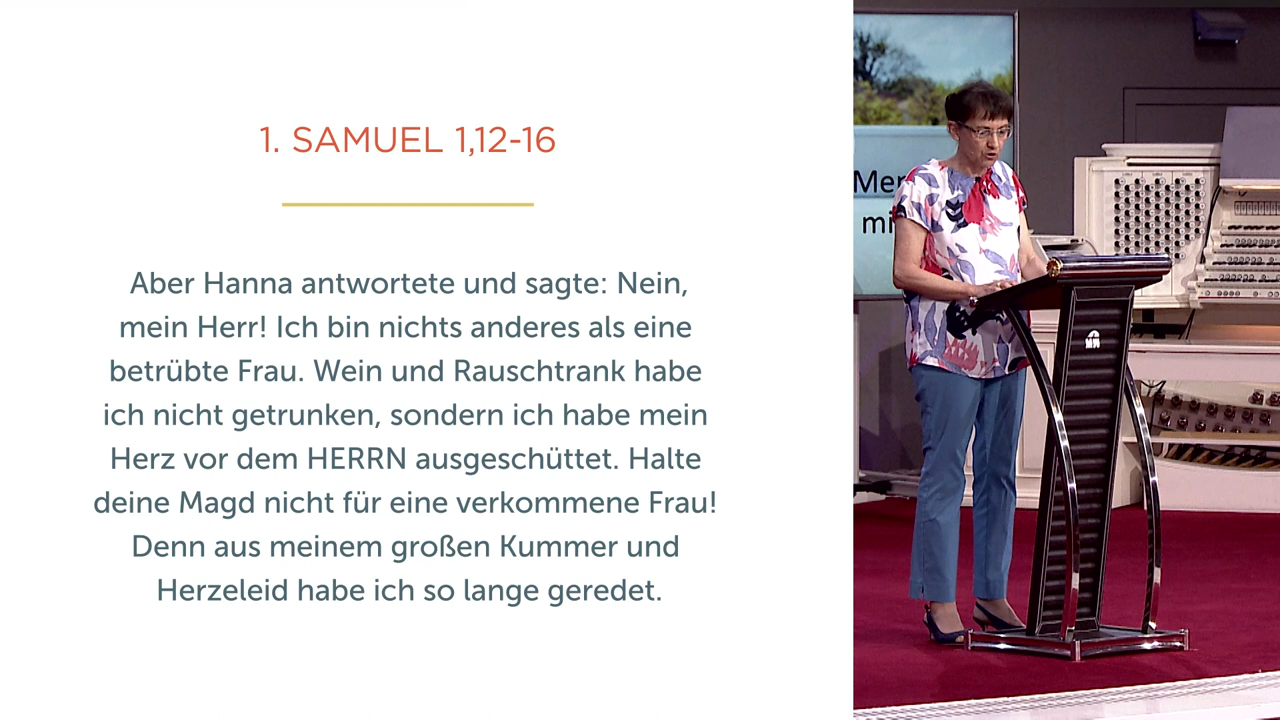 1. SAMUEL 1,12-16
Aber Hanna antwortete und sagte: Nein,
mein Herr! Ich bin nichts anderes als eine
betrübte Frau. Wein und Rauschtrank habe
ich nicht getrunken, sondern ich habe mein
Herz vor dem HERRN ausgeschüttet. Halte
deine Magd nicht für eine verkommene Frau!
Denn aus meinem großen Kummer und
Herzeleid habe ich so lange geredet.